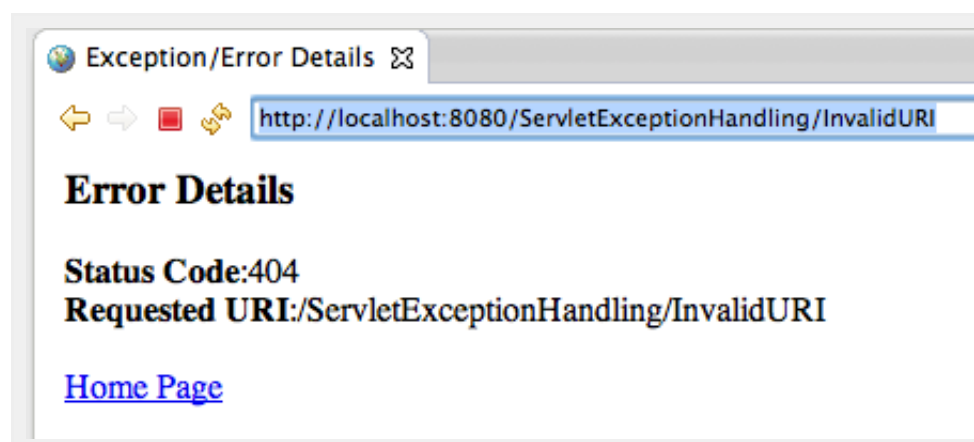 Exception/Error Details
http://localhost:8080/ServletExceptionHandling/InvalidURI
Error Details
Status Code:404
Requested URI:/ServletExceptionHandling/InvalidURI
Home Page